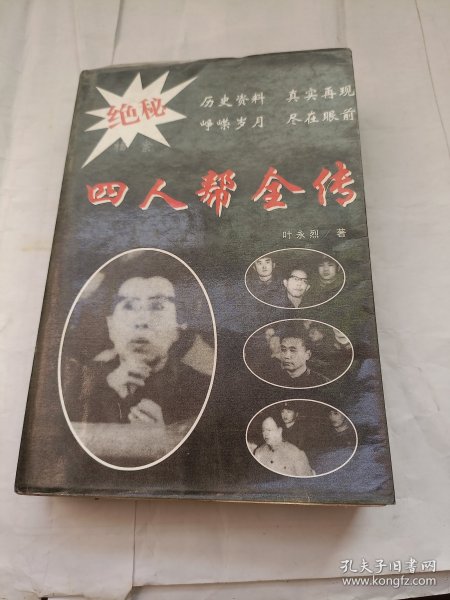 绝秘
历史资料 真实再现
峥嵘岁月 尽在眼前
四人帮全传
叶永烈/著
孔夫子旧书网
www.kongfz.com